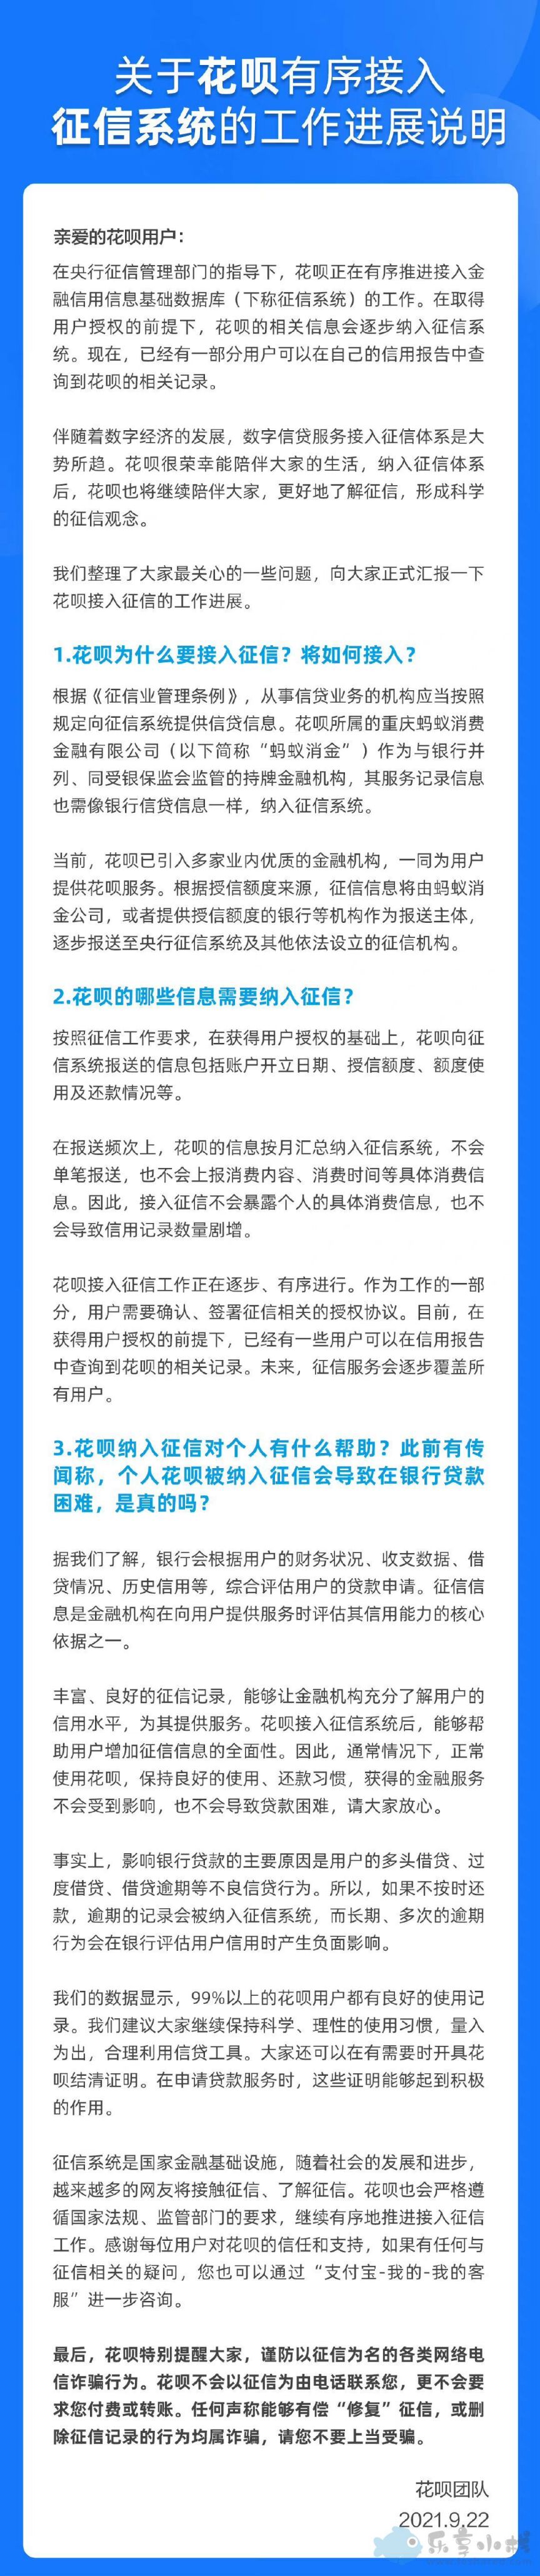 关于花呗有序接入
征信系统的工作进展说明
亲爱的花呗用户：
在央行征信管理部门的指导下，花呗正在有序推进接入金
融信用信息基础数据库（下称征信系统）的工作。在取得
用户授权的前提下，花呗的相关信息会逐步纳入征信系
统。现在，已经有一部分用户可以在自己的信用报告中查
询到花呗的相关记录。
伴随着数字经济的发展，数字信贷服务接入征信体系是大
势所趋。花呗很荣幸能陪伴大家的生活，纳入征信体系
后，花呗也将继续陪伴大家，更好地了解征信，形成科学
的征信观念。
我们整理了大家最关心的一些问题，向大家正式汇报一下
花呗接入征信的工作进展。
1.花呗为什么要接入征信？将如何接入？
根据《征信业管理条例》，从事信贷业务的机构应当按照
规定向征信系统提供信贷信息。花呗所属的重庆蚂蚁消费
金融有限公司（以下简称“蚂蚁消金”）作为与银行并
列、同受银保监会监管的持牌金融机构，其服务记录信息
也需像银行信贷信息一样，纳入征信系统。
当前，花呗已引入多家业内优质的金融机构，一同为用户
提供花呗服务。根据授信额度来源，征信信息将由蚂蚁消
金公司，或者提供授信额度的银行等机构作为报送主体，
逐步报送至央行征信系统及其他依法设立的征信机构。
2.花呗的哪些信息需要纳入征信？
按照征信工作要求，在获得用户授权的基础上，花呗向征
信系统报送的信息包括账户开立日期、授信额度、额度使
用及还款情况等。
在报送频次上，花呗的信息按月汇总纳入征信系统，不会
单笔报送，也不会上报消费内容、消费时间等具体消费信
息。因此，接入征信不会暴露个人的具体消费信息，也不
会导致信用记录数量剧增。
花呗接入征信工作正在逐步、有序进行。作为工作的一部
分，用户需要确认、签署征信相关的授权协议。目前，在
获得用户授权的前提下，已经有一些用户可以在信用报告
中查询到花呗的相关记录。未来，征信服务会逐步覆盖所
有用户。
3.花呗纳入征信对个人有什么帮助？此前有传
闻称，个人花呗被纳入征信会导致在银行贷款
困难，是真的吗？
据我们了解，银行会根据用户的财务状况、收支数据、借
贷情况、历史信用等，综合评估用户的贷款申请。征信信
息是金融机构在向用户提供服务时评估其信用能力的核心
依据之一。
丰富、良好的征信记录，能够让金融机构充分了解用户的
信用水平，为其提供服务。花呗接入征信系统后，能够帮
助用户增加征信信息的全面性。因此，通常情况下，正常
使用花呗，保持良好的使用、还款习惯，获得的金融服务
不会受到影响，也不会导致贷款困难，请大家放心。
事实上，影响银行贷款的主要原因是用户的多头借贷、过
度借贷、借贷逾期等不良信贷行为。所以，如果不按时还
款，逾期的记录会被纳入征信系统，而长期、多次的逾期
行为会在银行评估用户信用时产生负面影响。
我们的数据显示，99%以上的花呗用户都有良好的使用记
录。我们建议大家继续保持科学、理性的使用习惯，量入
为出，合理利用信贷工具。大家还可以在有需要时开具花
呗结清证明。在申请贷款服务时，这些证明能够起到积极
的作用。
征信系统是国家金融基础设施，随着社会的发展和进步，
越来越多的网友将接触征信、了解征信。花呗也会严格遵
循国家法规、监管部门的要求，继续有序地推进接入征信
工作。感谢每位用户对花呗的信任和支持，如果有任何与
征信相关的疑问，您也可以通过“支付宝-我的-我的客
服”进一步咨询。
最后，花呗特别提醒大家，谨防以征信为名的各类网络电
信诈骗行为。花呗不会以征信为由电话联系您，更不会要
求您付费或转账。任何声称能够有偿“修复”征信，或删
除征信记录的行为均属诈骗，请您不要上当受骗。
花呗团队
2021.9.22
乐享小栈